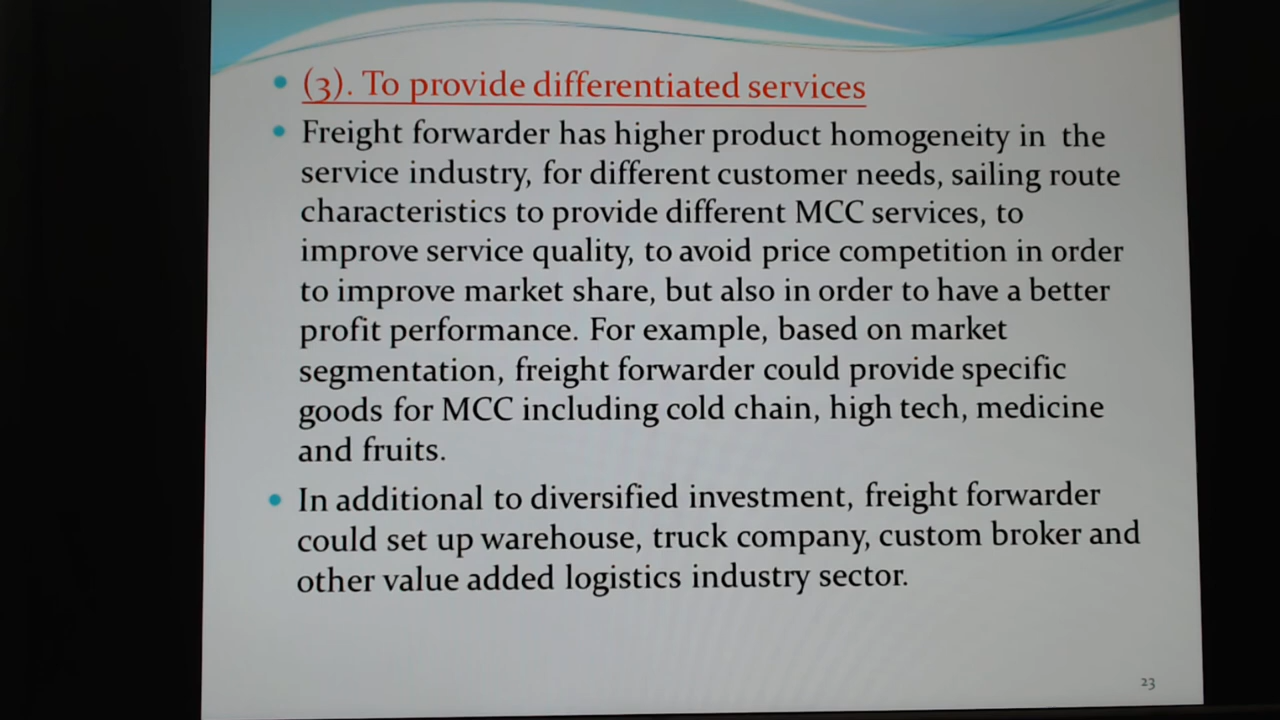 • (3). To provide differentiated services
• Freight forwarder has higher product homogeneity in the
service industry, for different customer needs, sailing route
characteristics to provide different MCC services, to
improve service quality, to avoid price competition in order
to improve market share, but also in order to have a better
profit performance. For example, based on market
segmentation, freight forwarder could provide specific
goods for MCC including cold chain, high tech, medicine
and fruits.
• In additional to diversified investment, freight forwarder
could set up warehouse, truck company, custom broker and
other value added logistics industry sector.
23